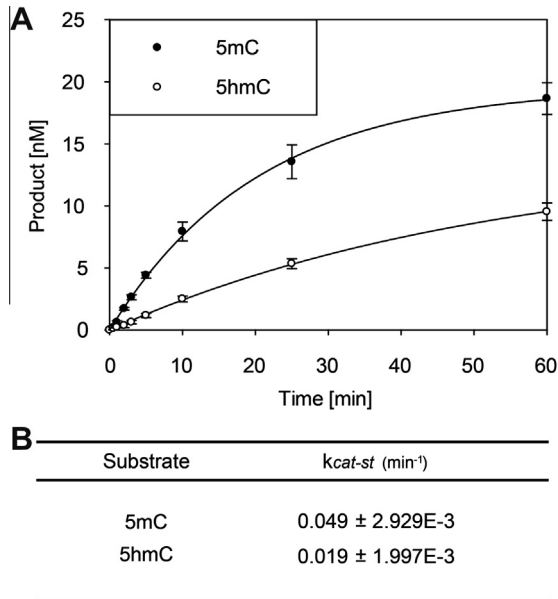 A
25
5mC
5hmC
20
15
10
5
0
Product [nM]
0 10 20 30 40 50 60
Time [min]
B
Substrate kcat-st (min-1)
5mC 0.049 ± 2.929E-3
5hmC 0.019 ± 1.997E-3